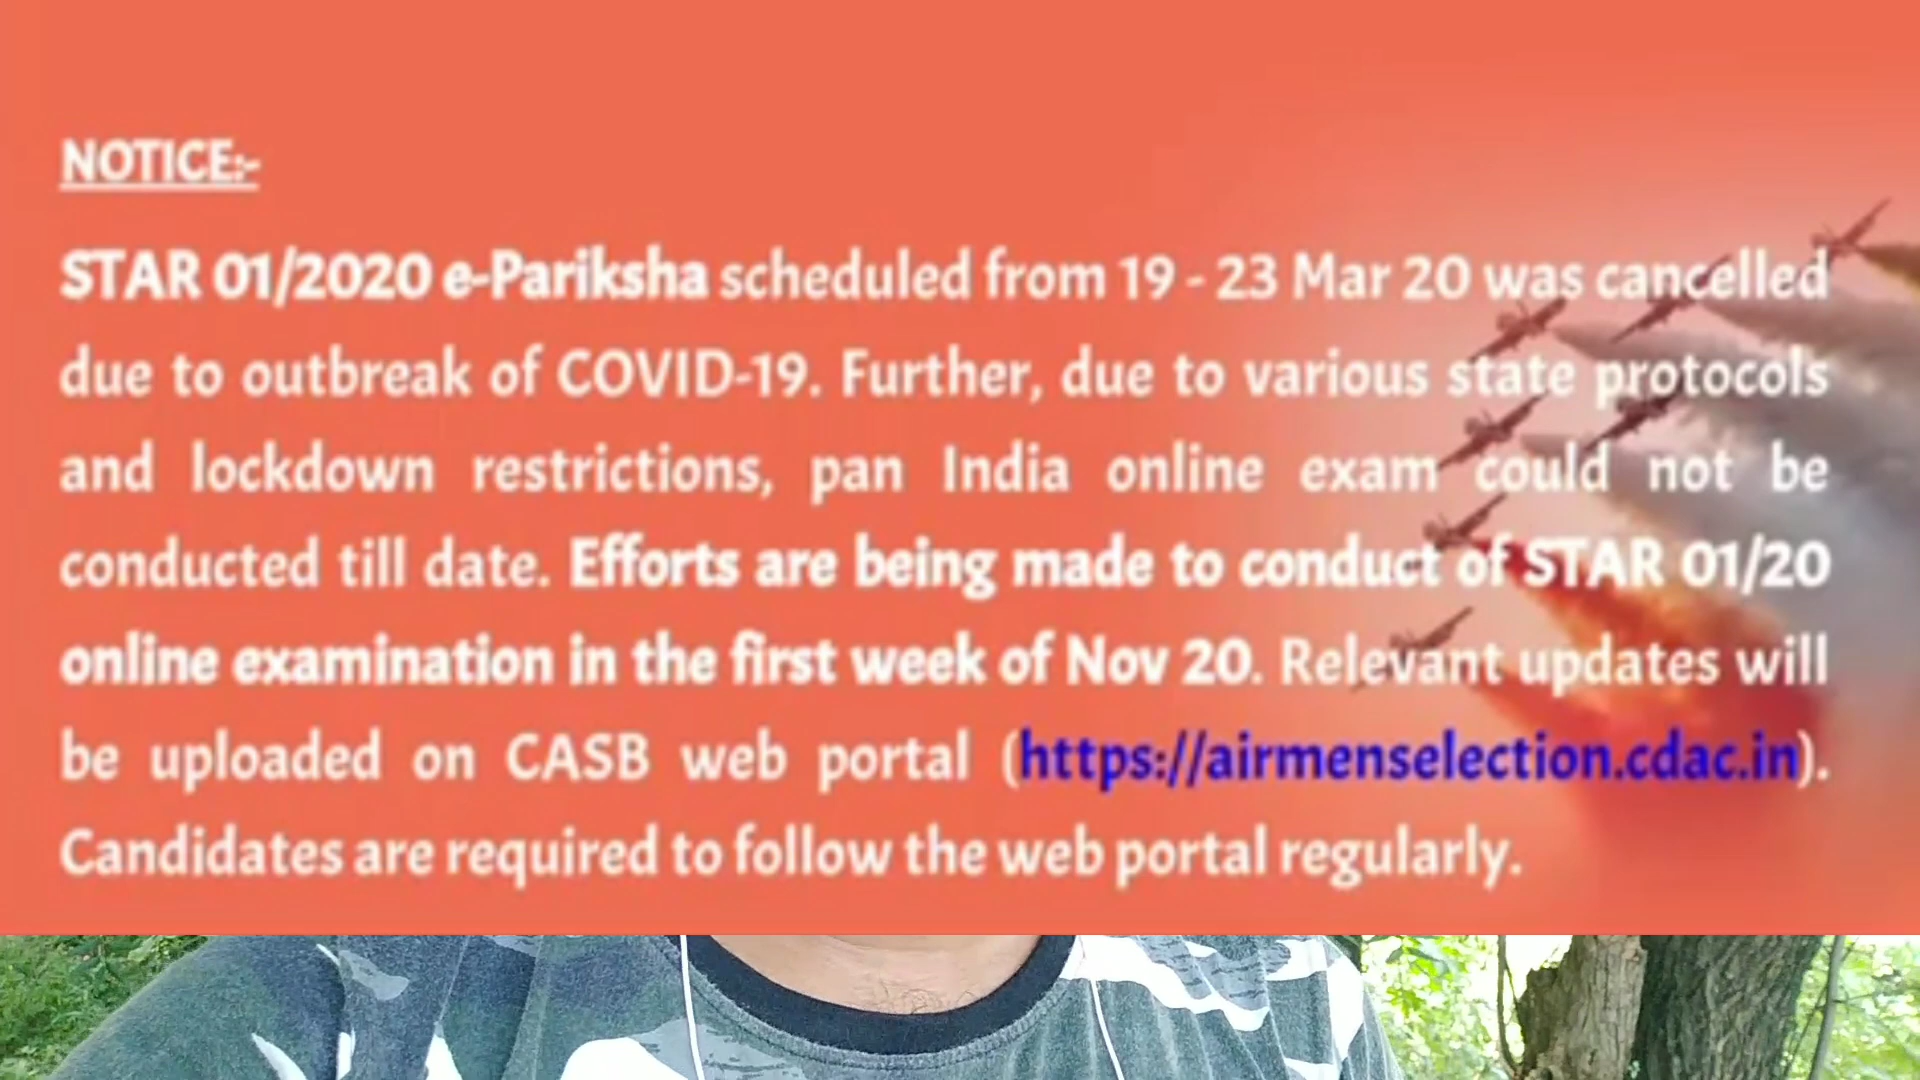 NOTICE:-
STAR 01/2020 e-Pariksha scheduled from 19 - 23 Mar 20 was cancelled
due to outbreak of COVID-19. Further, due to various state protocols
and lockdown restrictions, pan India online exam could not be
conducted till date. Efforts are being made to conduct of STAR 01/20
online examination in the first week of Nov 20. Relevant updates will
be uploaded on CASB web portal (https://airmenselection.cdac.in).
Candidates are required to follow the web portal regularly.